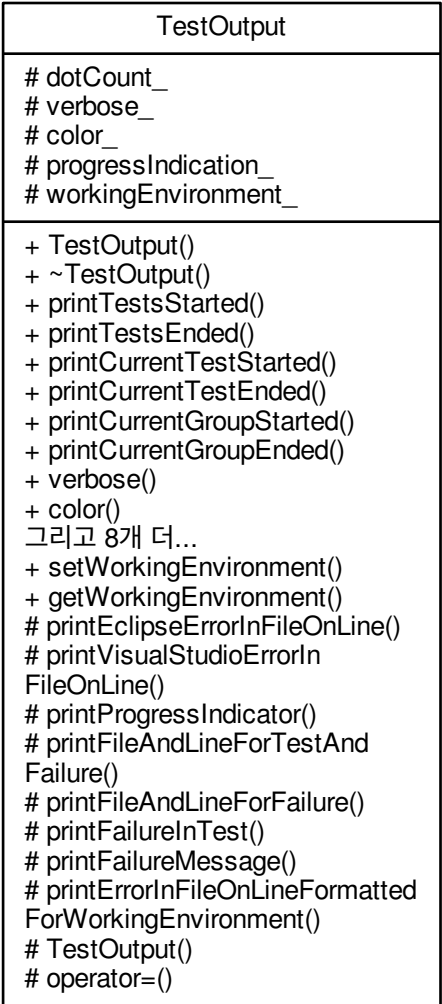 TestOutput
# dotCount_
# verbose_
# color_
# progressIndication_
# workingEnvironment_
+ TestOutput()
+ ~TestOutput()
+ printTestsStarted()
+ printTestsEnded()
+ printCurrentTestStarted()
+ printCurrentTestEnded()
+ printCurrentGroupStarted()
+ printCurrentGroupEnded()
+ verbose()
+ color()
그리고 8개 더...
+ setWorkingEnvironment()
+ getWorkingEnvironment()
# printEclipseErrorInFileOnLine()
# printVisualStudioErrorIn
FileOnLine()
# printProgressIndicator()
# printFileAndLineForTestAnd
Failure()
# printFileAndLineForFailure()
# printFailureInTest()
# printFailureMessage()
# printErrorInFileOnLineFormatted
ForWorkingEnvironment()
# TestOutput()
# operator=()